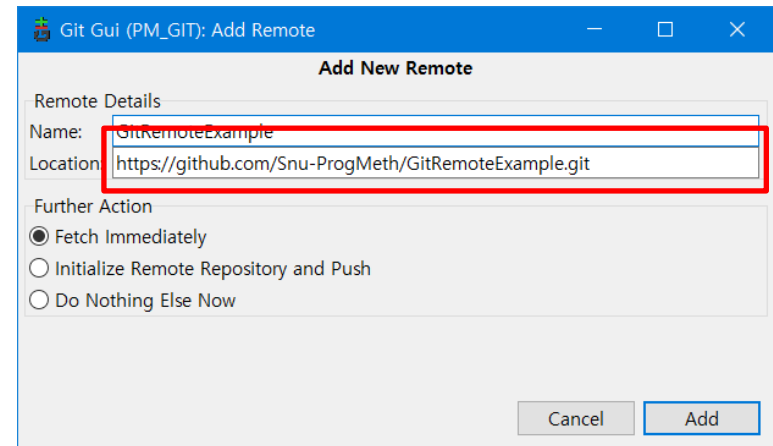 Git Gui (PM_GIT): Add Remote
Add New Remote
Remote Details
Name: GitRemoteExample
Location: https://github.com/Snu-ProgMeth/GitRemoteExample.git
Further Action
Fetch Immediately
Initialize Remote Repository and Push
Do Nothing Else Now
Cancel Add